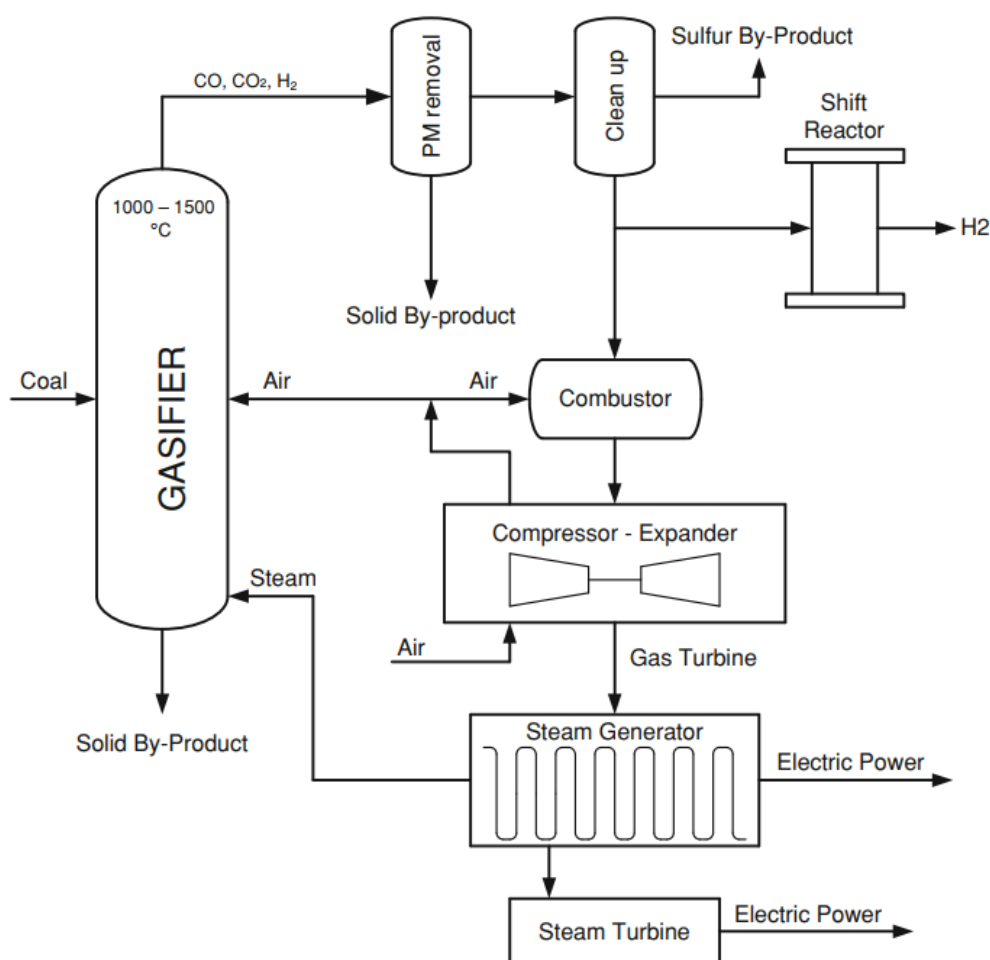 Sulfur By-Product
PM removal
Clean up
CO, CO₂, H₂
Shift
Reactor
1000 – 1500
°C
H2
Solid By-product
Coal
GASIFIER
Air
Air
Combustor
Compressor - Expander
Steam
Air
Gas Turbine
Solid By-Product
Steam Generator
Electric Power
Steam Turbine
Electric Power